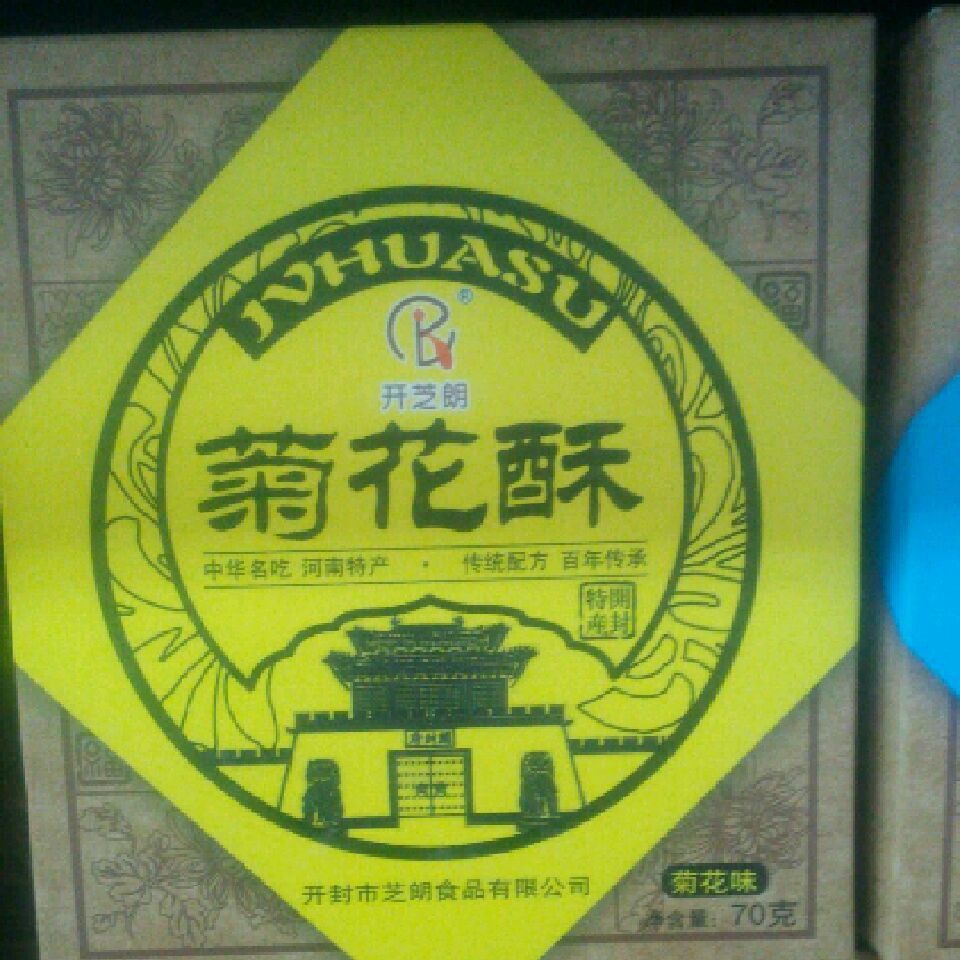 JVHUASU
®
开芝朗
菊花酥
中华名吃 河南特产 · 传统配方 百年传承
開封
特産
开封市芝朗食品有限公司
菊花味
净含量: 70克